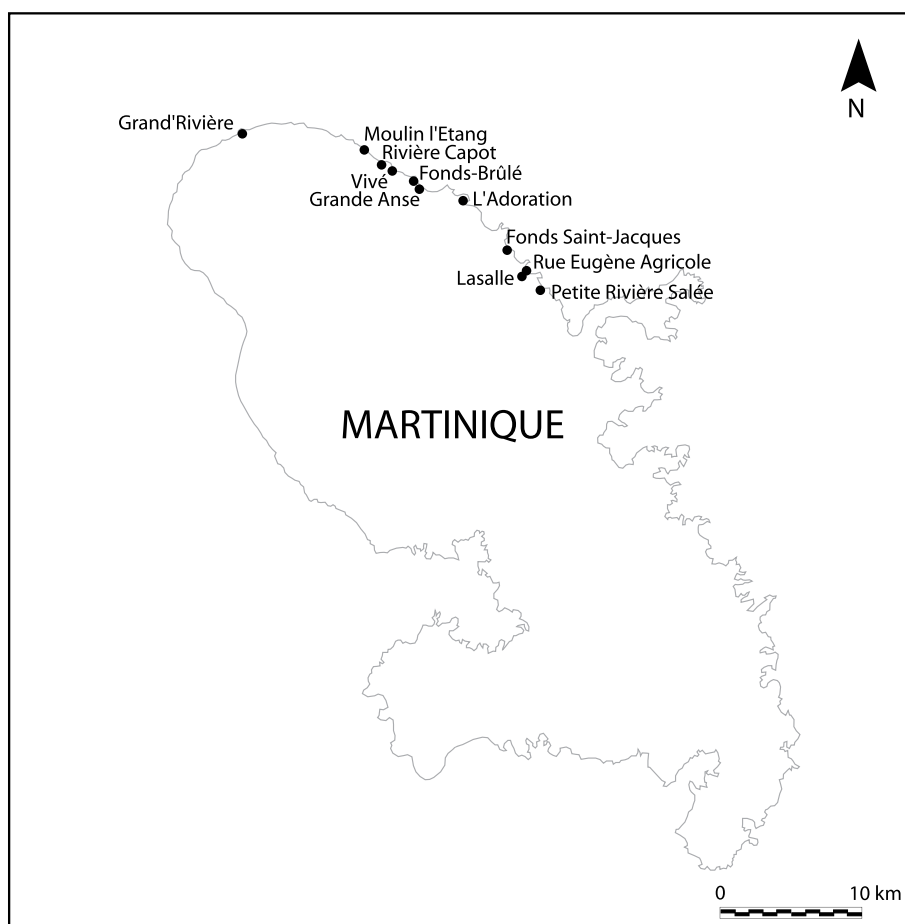 N
Grand'Rivière
Moulin l'Etang
Rivière Capot
Vivé
Fonds-Brûlé
Grande Anse
L'Adoration
Fonds Saint-Jacques
Rue Eugène Agricole
Lasalle
Petite Rivière Salée
MARTINIQUE
0 10 km